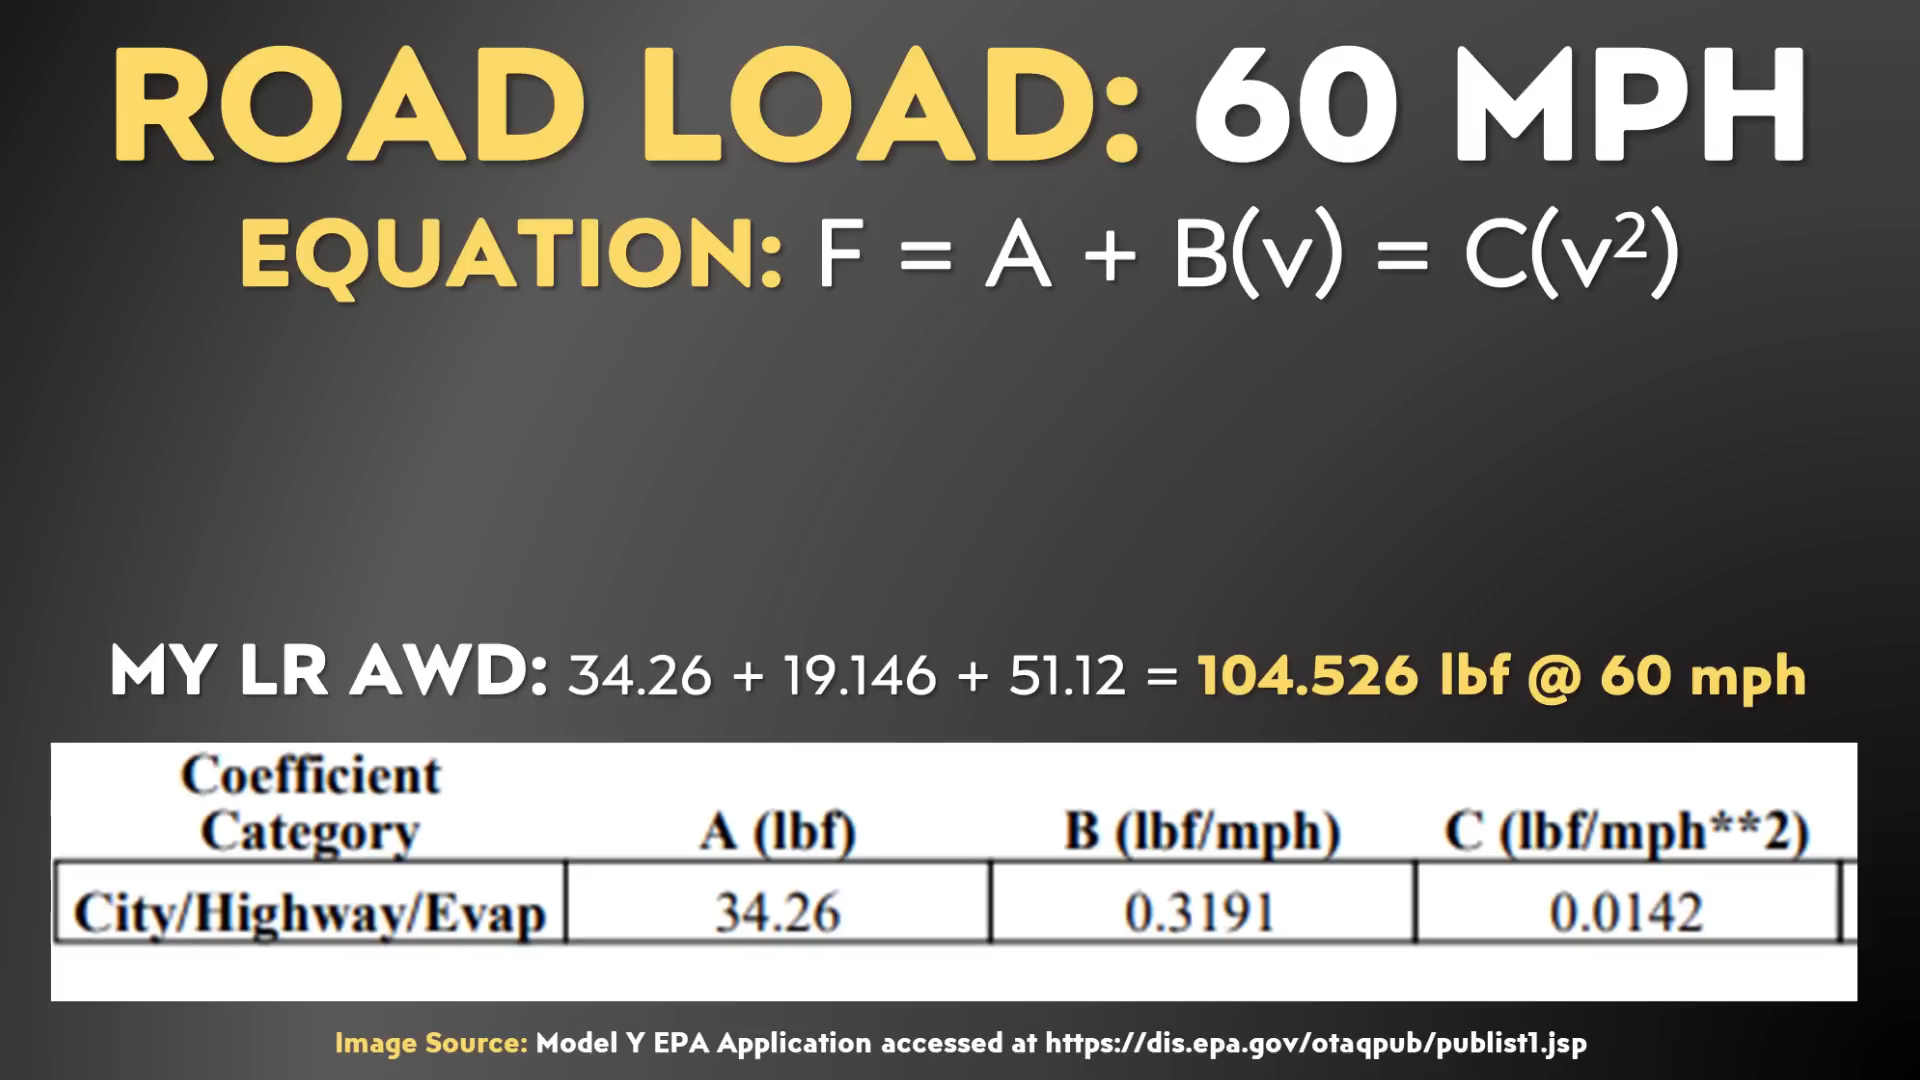 ROAD LOAD: 60 MPH
EQUATION: F = A + B(v) = C(v²)
MY LR AWD: 34.26 + 19.146 + 51.12 = 104.526 lbf @ 60 mph
Coefficient
Category A (lbf) B (lbf/mph) C (lbf/mph**2)
City/Highway/Evap 34.26 0.3191 0.0142
Image Source: Model Y EPA Application accessed at https://dis.epa.gov/otaqpub/publist1.jsp